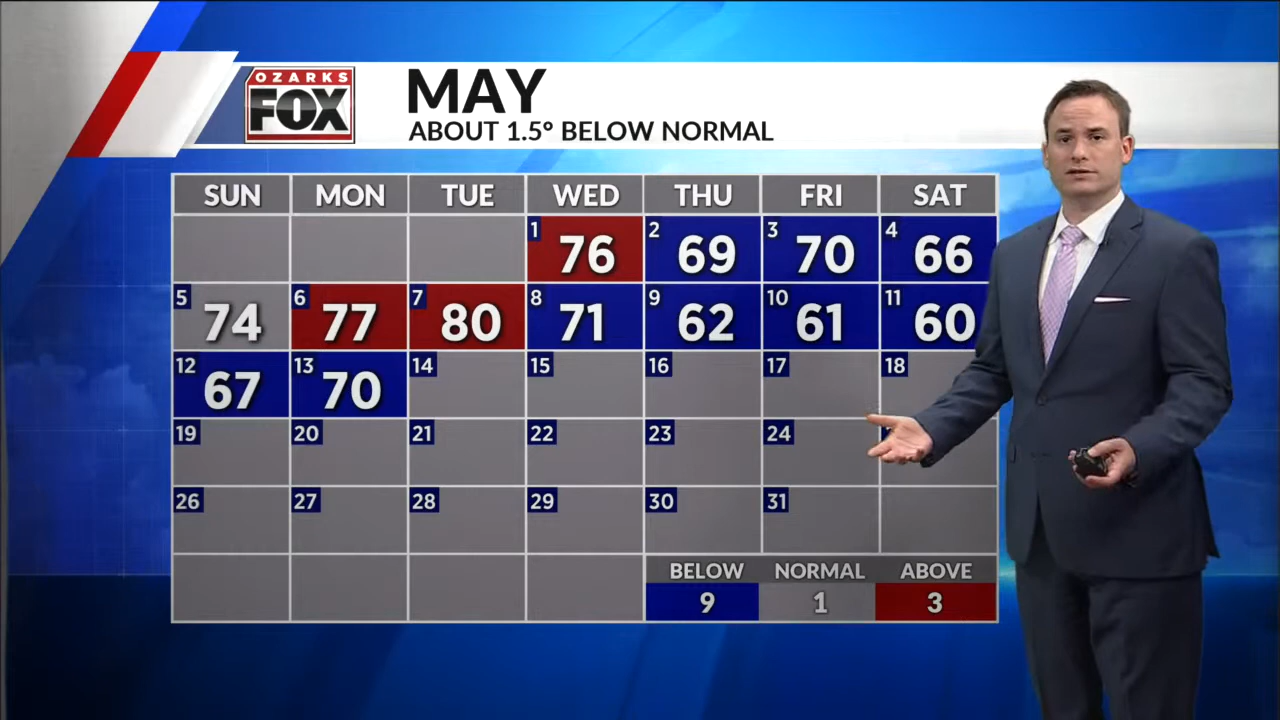 OZARKS
FOX
MAY
ABOUT 1.5° BELOW NORMAL
SUN MON TUE WED THU FRI SAT
1 76 2 69 3 70 4 66
5 74 6 77 7 80 8 71 9 62 10 61 11 60
12 67 13 70 14 15 16 17 18
19 20 21 22 23 24
26 27 28 29 30 31
BELOW NORMAL ABOVE
9 1 3